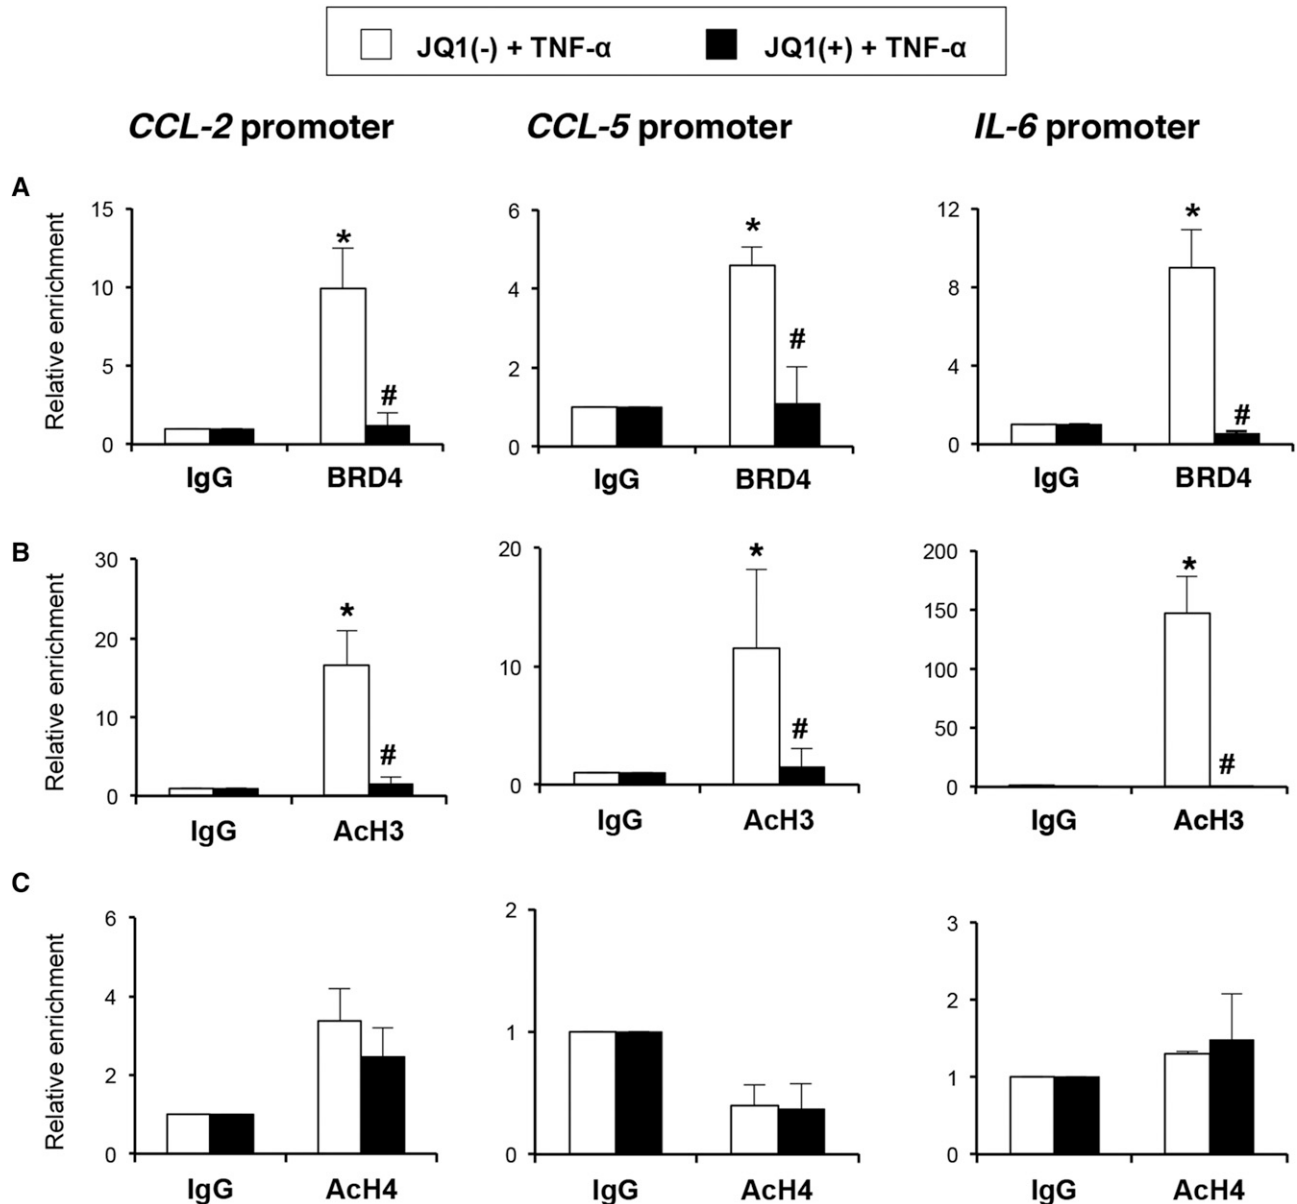 JQ1(-) + TNF-α JQ1(+) + TNF-α
CCL-2 promoter CCL-5 promoter IL-6 promoter
A
Relative enrichment
15
10
5
0
*
#
IgG BRD4
6
4
2
0
*
#
IgG BRD4
12
8
4
0
*
#
IgG BRD4
B
Relative enrichment
30
20
10
0
*
#
IgG AcH3
20
10
0
*
#
IgG AcH3
200
150
100
50
0
*
#
IgG AcH3
C
Relative enrichment
6
4
2
0
IgG AcH4
2
1
0
IgG AcH4
3
2
1
0
IgG AcH4